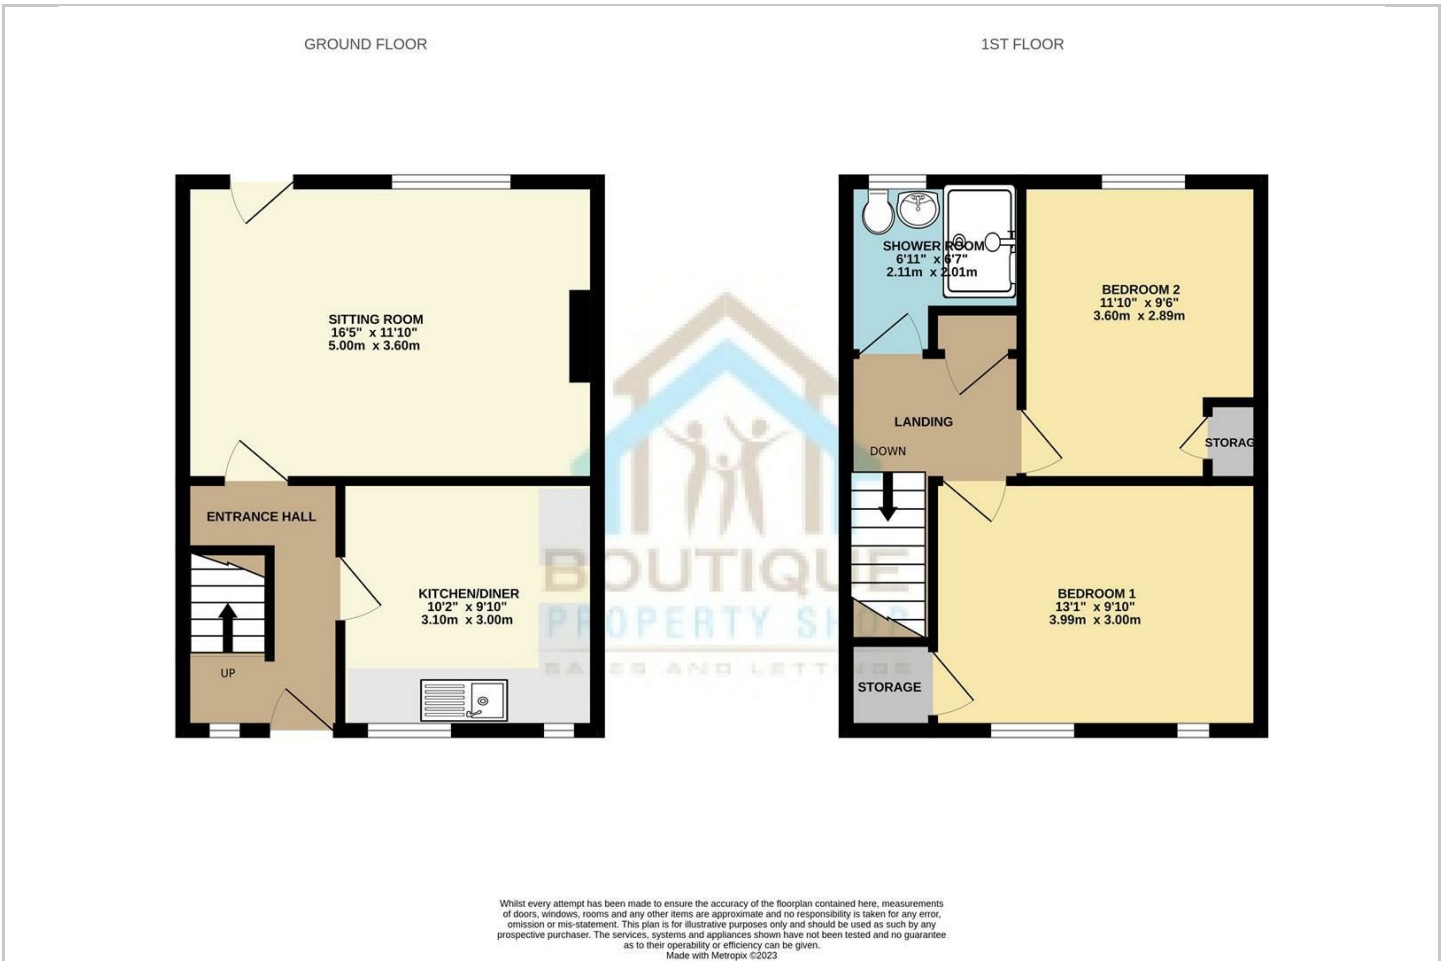 GROUND FLOOR
1ST FLOOR
SITTING ROOM
16'5" x 11'10"
5.00m x 3.60m
ENTRANCE HALL
UP
KITCHEN/DINER
10'2" x 9'10"
3.10m x 3.00m
SHOWER ROOM
6'11" x 6'7"
2.11m x 2.01m
BEDROOM 2
11'10" x 9'6"
3.60m x 2.89m
LANDING
DOWN
STORAG
BEDROOM 1
13'1" x 9'10"
3.99m x 3.00m
STORAGE
BOUTIQUE
PROPERTY SHOP
SALES AND LETTINGS
Whilst every attempt has been made to ensure the accuracy of the floorplan contained here, measurements
of doors, windows, rooms and any other items are approximate and no responsibility is taken for any error,
omission or mis-statement. This plan is for illustrative purposes only and should be used as such by any
prospective purchaser. The services, systems and appliances shown have not been tested and no guarantee
as to their operability or efficiency can be given.
Made with Metropix ©2023